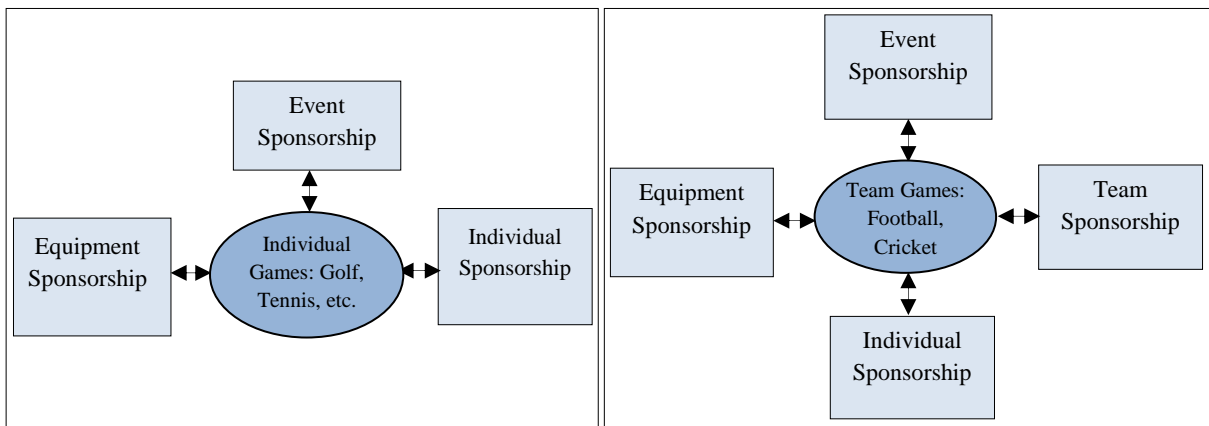 Event
Sponsorship
Equipment
Sponsorship
Individual
Games: Golf,
Tennis, etc.
Individual
Sponsorship
Event
Sponsorship
Equipment
Sponsorship
Team Games:
Football,
Cricket
Team
Sponsorship
Individual
Sponsorship